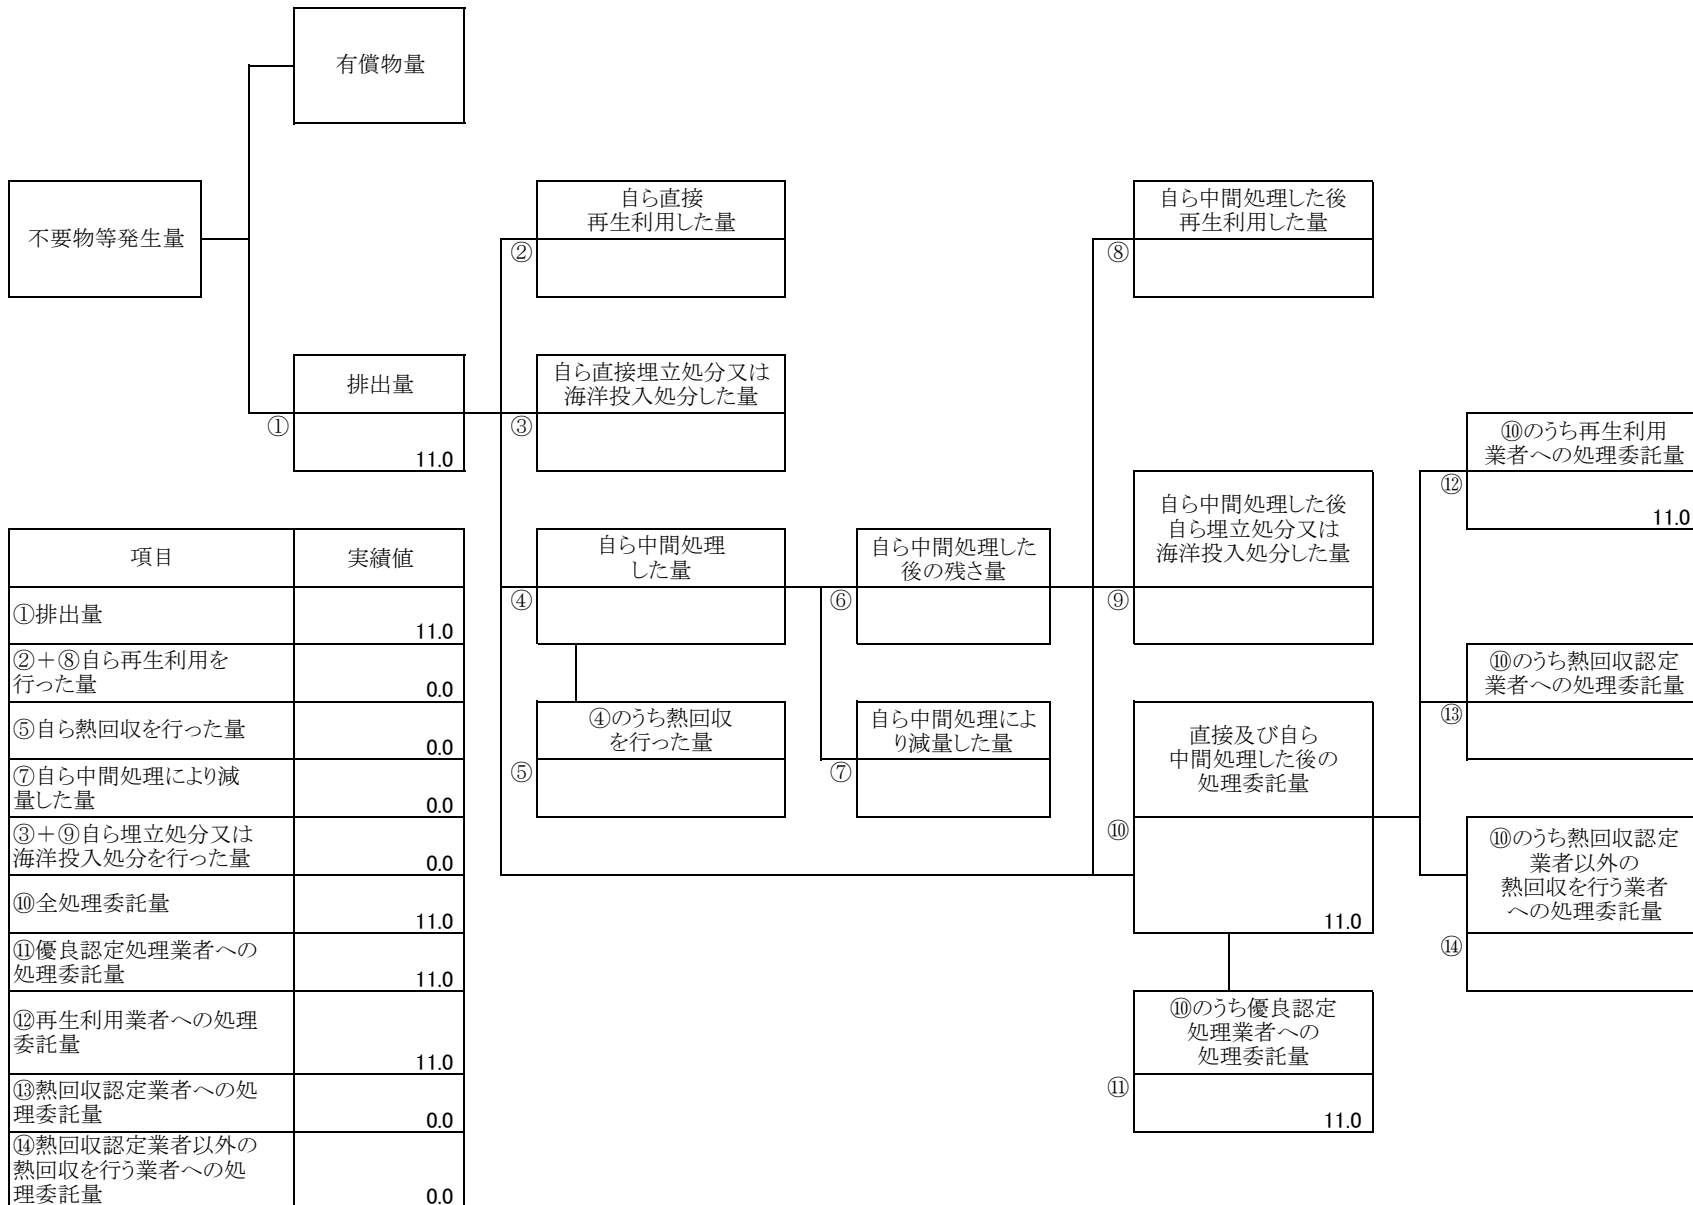 有償物量
不要物等発生量
自ら直接
再生利用した量
②
自ら中間処理した後
再生利用した量
⑧
排出量
①
11.0
自ら直接埋立処分又は
海洋投入処分した量
③
⑩のうち再生利用
業者への処理委託量
⑫
11.0
自ら中間処理
した量
④
自ら中間処理した
後の残さ量
⑥
自ら中間処理した後
自ら埋立処分又は
海洋投入処分した量
⑨
④のうち熱回収
を行った量
⑤
自ら中間処理によ
り減量した量
⑦
直接及び自ら
中間処理した後の
処理委託量
⑩
11.0
⑩のうち熱回収認定
業者への処理委託量
⑬
⑩のうち熱回収認定
業者以外の
熱回収を行う業者
への処理委託量
⑭
⑩のうち優良認定
処理業者への
処理委託量
⑪
11.0
項目 実績値
①排出量
11.0
②+⑧自ら再生利用を
行った量 0.0
⑤自ら熱回収を行った量
0.0
⑦自ら中間処理により減
量した量 0.0
③+⑨自ら埋立処分又は
海洋投入処分を行った量 0.0
⑩全処理委託量
11.0
⑪優良認定処理業者への
処理委託量 11.0
⑫再生利用業者への処理
委託量
11.0
⑬熱回収認定業者への処
理委託量 0.0
⑭熱回収認定業者以外の
熱回収を行う業者への処
理委託量 0.0